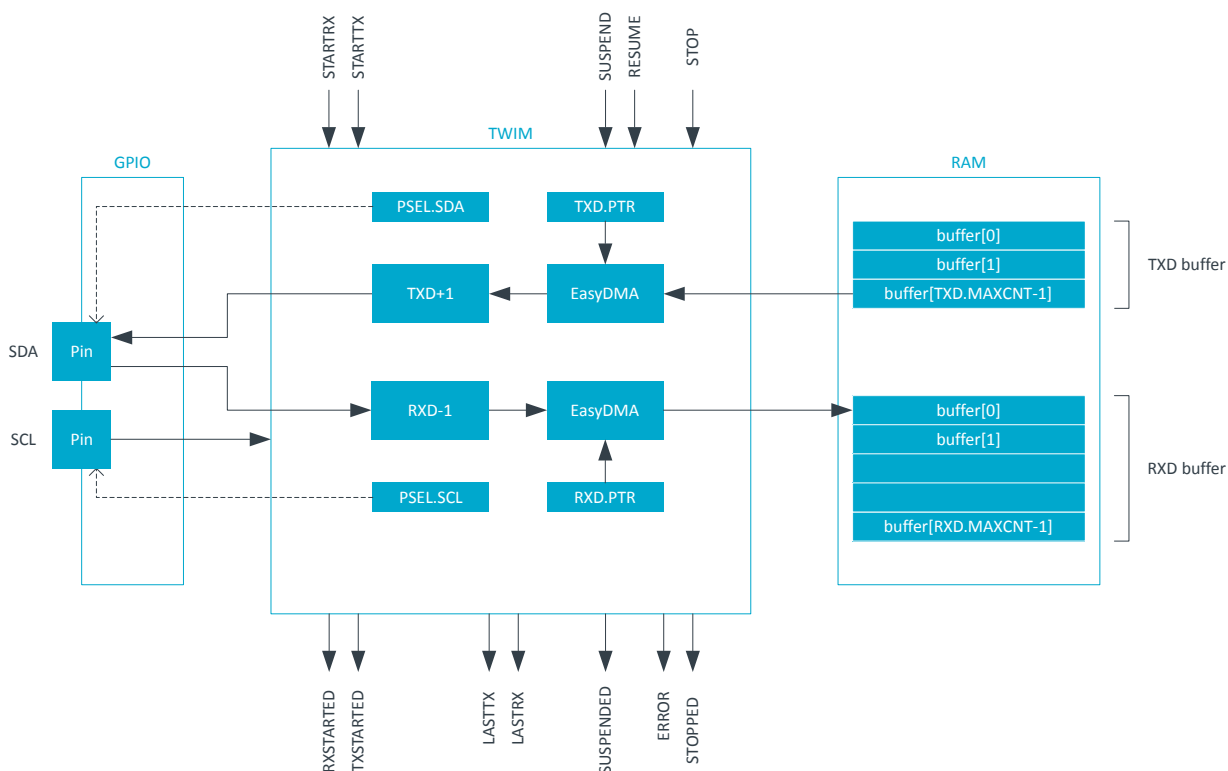 STARTRX
STARTTX
SUSPEND
RESUME
STOP
GPIO
TWIM
RAM
PSEL.SDA
TXD.PTR
buffer[0]
buffer[1]
buffer[TXD.MAXCNT-1]
TXD buffer
TXD+1
EasyDMA
SDA
Pin
RXD-1
EasyDMA
SCL
Pin
buffer[0]
buffer[1]
buffer[RXD.MAXCNT-1]
RXD buffer
PSEL.SCL
RXD.PTR
RXSTARTED
TXSTARTED
LASTTX
LASTRX
SUSPENDED
ERROR
STOPPED